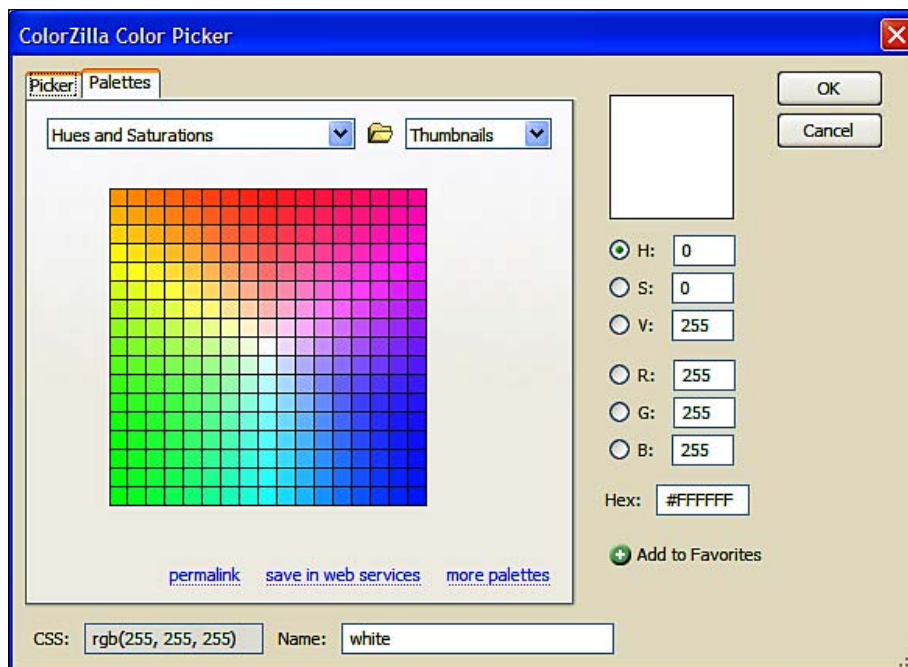 ColorZilla Color Picker
Picker Palettes
Hues and Saturations Thumbnails
OK
Cancel
H: 0
S: 0
V: 255
R: 255
G: 255
B: 255
Hex: #FFFFFF
Add to Favorites
permalink save in web services more palettes
CSS: rgb(255, 255, 255) Name: white